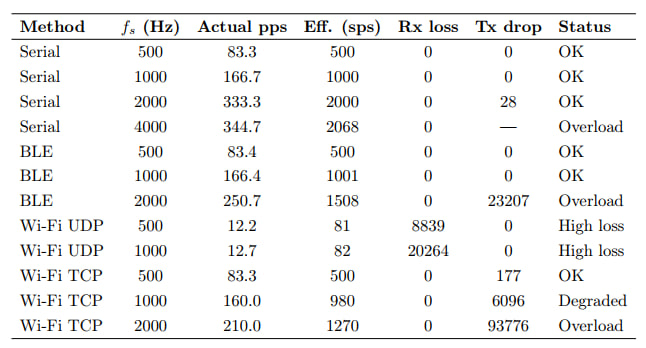 Method fs (Hz) Actual pps Eff. (sps) Rx loss Tx drop Status
Serial 500 83.3 500 0 0 OK
Serial 1000 166.7 1000 0 0 OK
Serial 2000 333.3 2000 0 28 OK
Serial 4000 344.7 2068 0 — Overload
BLE 500 83.4 500 0 0 OK
BLE 1000 166.4 1001 0 0 OK
BLE 2000 250.7 1508 0 23207 Overload
Wi-Fi UDP 500 12.2 81 8839 0 High loss
Wi-Fi UDP 1000 12.7 82 20264 0 High loss
Wi-Fi TCP 500 83.3 500 0 177 OK
Wi-Fi TCP 1000 160.0 980 0 6096 Degraded
Wi-Fi TCP 2000 210.0 1270 0 93776 Overload